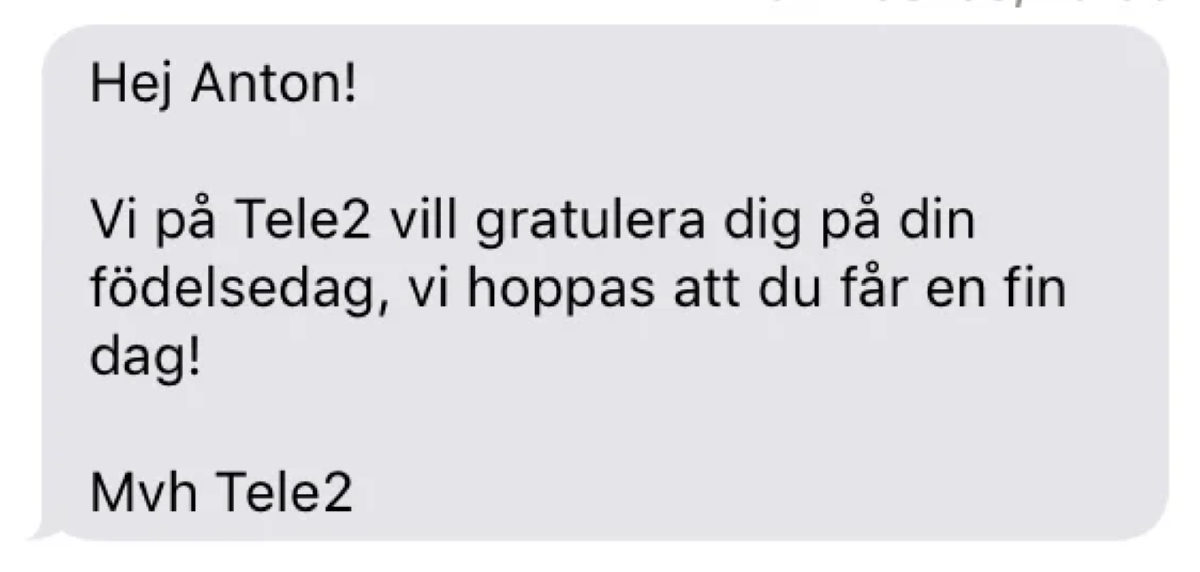 Hej Anton!
Vi på Tele2 vill gratulera dig på din
födelsedag, vi hoppas att du får en fin
dag!
Mvh Tele2